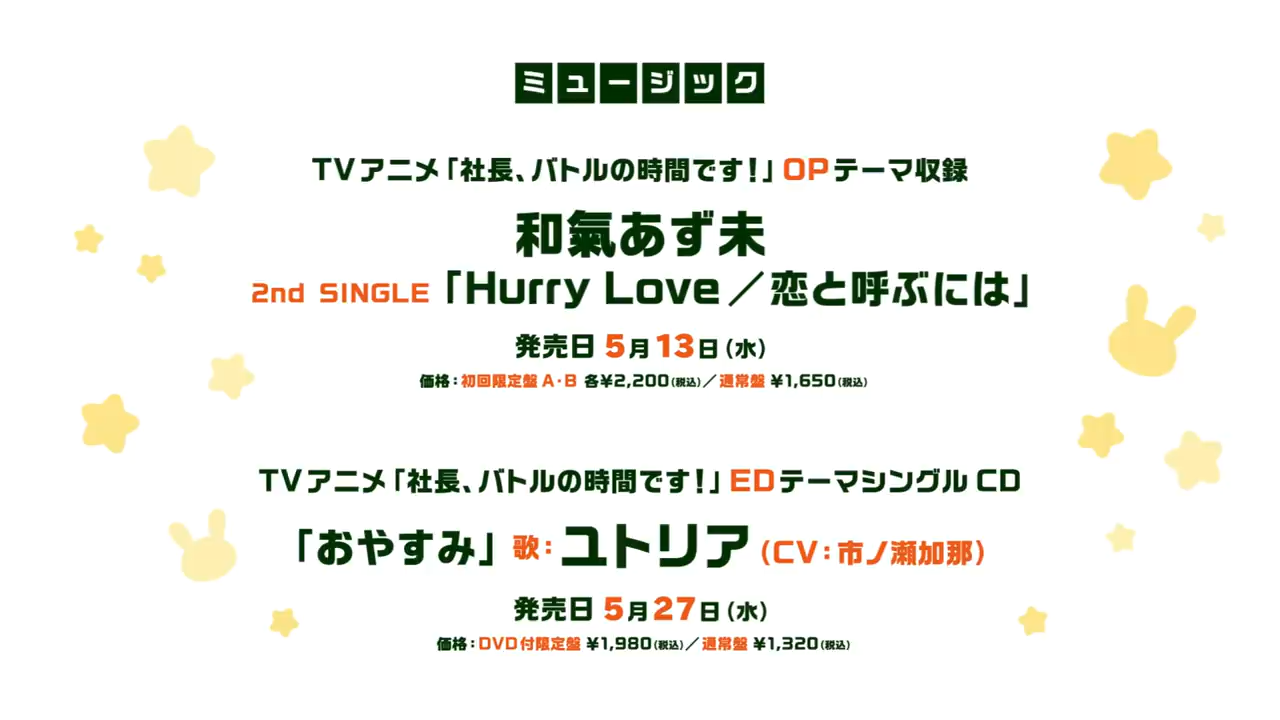 ミュージック
TVアニメ「社長、バトルの時間です!」OPテーマ収録
和氣あず未
2nd SINGLE「Hurry Love/恋と呼ぶには」
発売日5月13日(水)
価格:初回限定盤A・B 各¥2,200(税込)/通常盤 ¥1,650(税込)
TVアニメ「社長、バトルの時間です!」EDテーマシングルCD
「おやすみ」歌:ユトリア(CV:市ノ瀬加那)
発売日5月27日(水)
価格:DVD付限定盤 ¥1,980(税込)/通常盤 ¥1,320(税込)